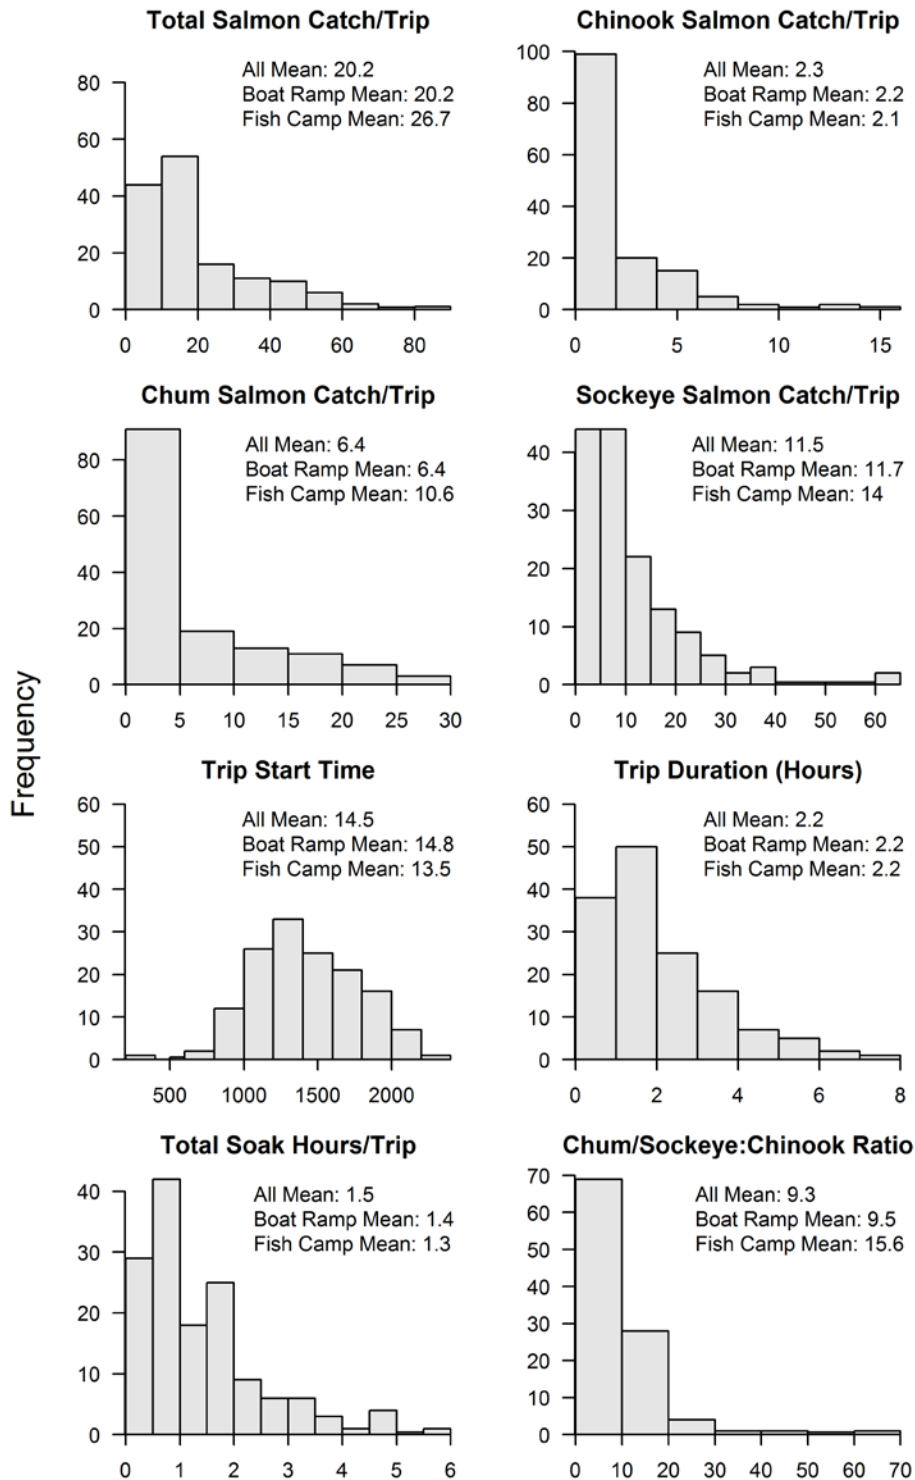 Total Salmon Catch/Trip
All Mean: 20.2
Boat Ramp Mean: 20.2
Fish Camp Mean: 26.7
80
60
40
20
0
0 20 40 60 80
Chinook Salmon Catch/Trip
All Mean: 2.3
Boat Ramp Mean: 2.2
Fish Camp Mean: 2.1
100
80
60
40
20
0
0 5 10 15
Chum Salmon Catch/Trip
All Mean: 6.4
Boat Ramp Mean: 6.4
Fish Camp Mean: 10.6
80
60
40
20
0
0 5 10 15 20 25 30
Sockeye Salmon Catch/Trip
All Mean: 11.5
Boat Ramp Mean: 11.7
Fish Camp Mean: 14
40
30
20
10
0
0 10 20 30 40 50 60
Frequency
Trip Start Time
All Mean: 14.5
Boat Ramp Mean: 14.8
Fish Camp Mean: 13.5
60
50
40
30
20
10
0
500 1000 1500 2000
Trip Duration (Hours)
All Mean: 2.2
Boat Ramp Mean: 2.2
Fish Camp Mean: 2.2
60
50
40
30
20
10
0
0 2 4 6 8
Total Soak Hours/Trip
All Mean: 1.5
Boat Ramp Mean: 1.4
Fish Camp Mean: 1.3
40
30
20
10
0
0 1 2 3 4 5 6
Chum/Sockeye:Chinook Ratio
All Mean: 9.3
Boat Ramp Mean: 9.5
Fish Camp Mean: 15.6
70
60
50
40
30
20
10
0
0 10 20 30 40 50 60 70